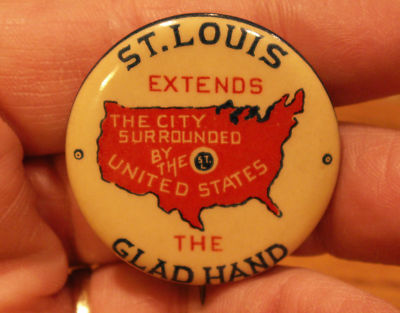 ST. LOUIS
EXTENDS
THE CITY
SURROUNDED
BY
THE
ST.
L.
UNITED STATES
THE
GLAD HAND